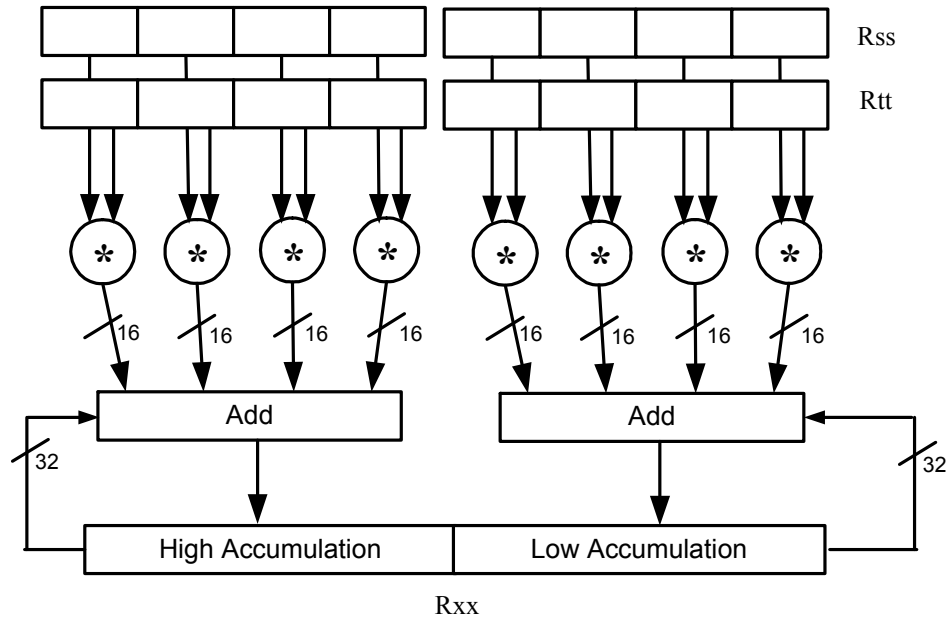 Rss
Rtt
* * * * * * * *
16 16 16 16 16 16 16 16
Add Add
32 32
High Accumulation Low Accumulation
Rxx